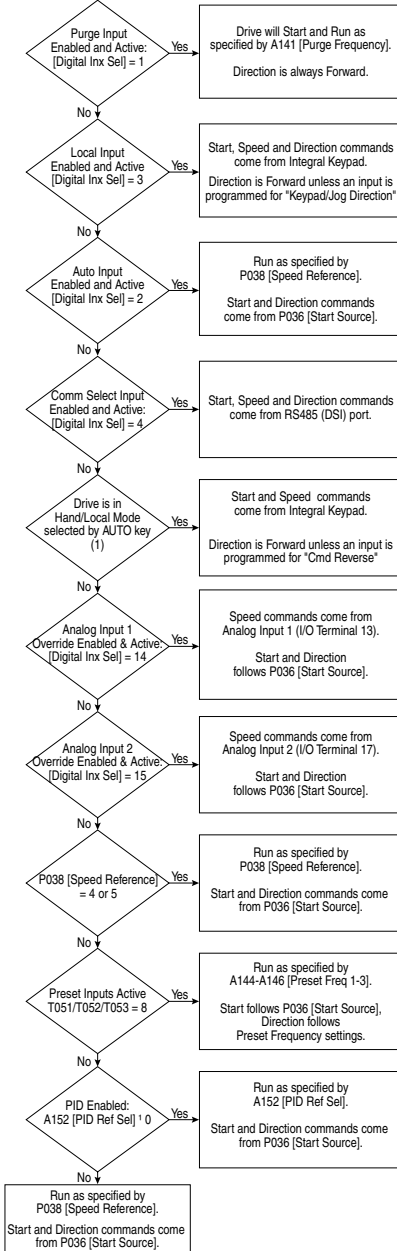 Purge Input
Enabled and Active:
[Digital Inx Sel] = 1
Yes
Drive will Start and Run as
specified by A141 [Purge Frequency].
Direction is always Forward.
No
Local Input
Enabled and Active
[Digital Inx Sel] = 3
Yes
Start, Speed and Direction commands
come from Integral Keypad.
Direction is Forward unless an input is
programmed for "Keypad/Jog Direction"
No
Auto Input
Enabled and Active
[Digital Inx Sel] = 2
Yes
Run as specified by
P038 [Speed Reference].
Start and Direction commands
come from P036 [Start Source].
No
Comm Select Input
Enabled and Active:
[Digital Inx Sel] = 4
Yes
Start, Speed and Direction commands
come from RS485 (DSI) port.
No
Drive is in
Hand/Local Mode
selected by AUTO key
(1)
Yes
Start and Speed commands
come from Integral Keypad.
Direction is Forward unless an input is
programmed for "Cmd Reverse"
No
Analog Input 1
Override Enabled & Active:
[Digital Inx Sel] = 14
Yes
Speed commands come from
Analog Input 1 (I/O Terminal 13).
Start and Direction
follows P036 [Start Source].
No
Analog Input 2
Override Enabled & Active:
[Digital Inx Sel] = 15
Yes
Speed commands come from
Analog Input 2 (I/O Terminal 17).
Start and Direction
follows P036 [Start Source].
No
P038 [Speed Reference]
= 4 or 5
Yes
Run as specified by
P038 [Speed Reference].
Start and Direction commands come
from P036 [Start Source].
No
Preset Inputs Active
T051/T052/T053 = 8
Yes
Run as specified by
A144-A146 [Preset Freq 1-3].
Start follows P036 [Start Source],
Direction follows
Preset Frequency settings.
No
PID Enabled:
A152 [PID Ref Sel] ¹ 0
Yes
Run as specified by
A152 [PID Ref Sel].
Start and Direction commands come
from P036 [Start Source].
No
Run as specified by
P038 [Speed Reference].
Start and Direction commands come
from P036 [Start Source].